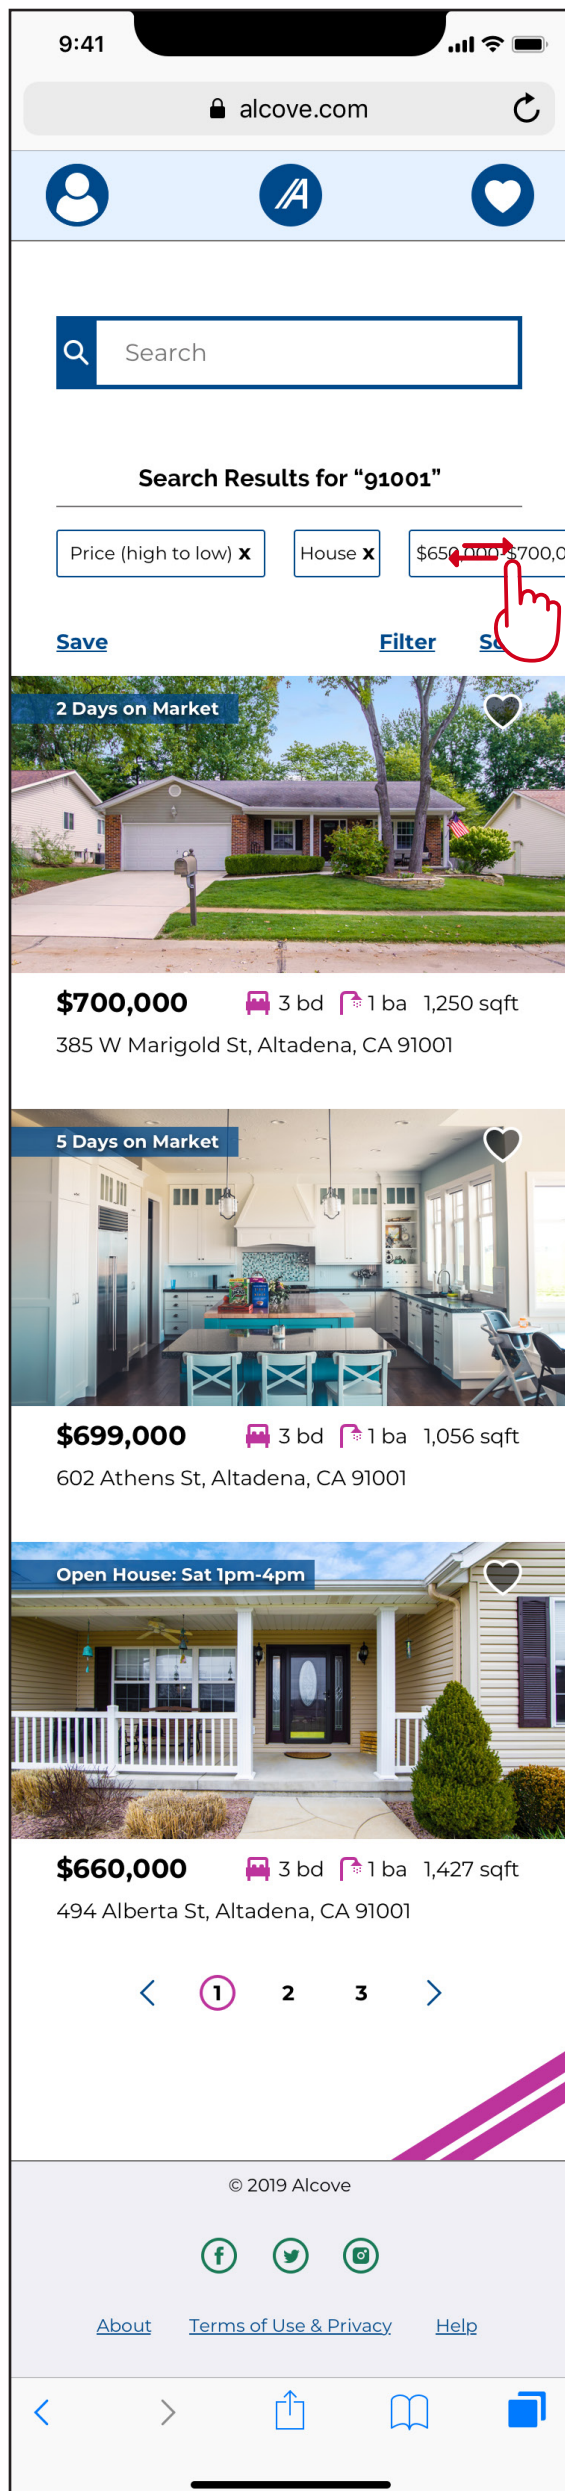 9:41
alcove.com
Search
Search Results for “91001”
Price (high to low) x House x $650,000-$700,0
Save Filter
2 Days on Market
$700,000 3 bd 1 ba 1,250 sqft
385 W Marigold St, Altadena, CA 91001
5 Days on Market
$699,000 3 bd 1 ba 1,056 sqft
602 Athens St, Altadena, CA 91001
Open House: Sat 1pm-4pm
$660,000 3 bd 1 ba 1,427 sqft
494 Alberta St, Altadena, CA 91001
1 2 3
© 2019 Alcove
About Terms of Use & Privacy Help